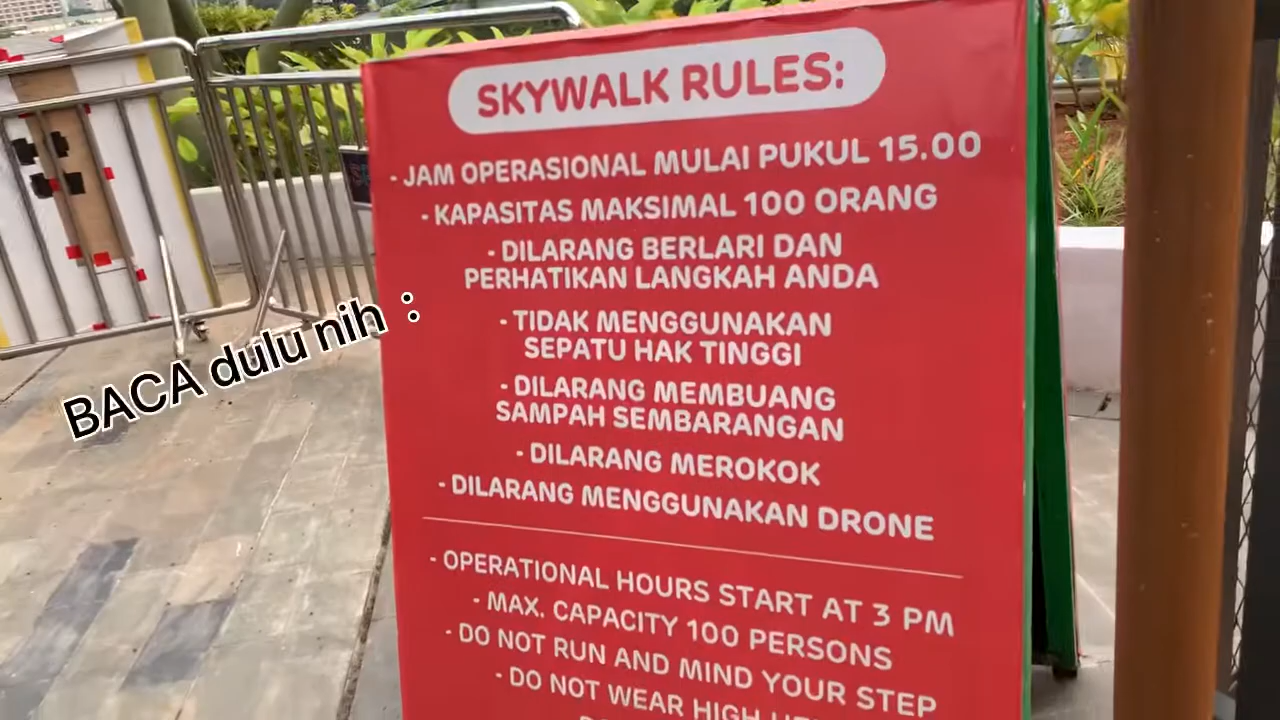 SKYWALK RULES:
- JAM OPERASIONAL MULAI PUKUL 15.00
- KAPASITAS MAKSIMAL 100 ORANG
- DILARANG BERLARI DAN
PERHATIKAN LANGKAH ANDA
- TIDAK MENGGUNAKAN
SEPATU HAK TINGGI
- DILARANG MEMBUANG
SAMPAH SEMBARANGAN
- DILARANG MEROKOK
- DILARANG MENGGUNAKAN DRONE
- OPERATIONAL HOURS START AT 3 PM
- MAX. CAPACITY 100 PERSONS
- DO NOT RUN AND MIND YOUR STEP
- DO NOT WEAR HIGH
BACA dulu nih :